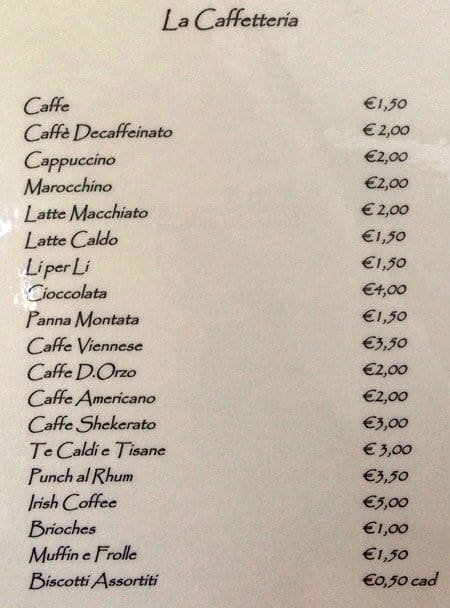 La Caffetteria
Caffe €1,50
Caffè Decaffeinato € 2,00
Cappuccino €2,00
Marocchino €2,00
Latte Macchiato € 2,00
Latte Caldo €1,50
Li per Li €1,50
Cioccolata €4,00
Panna Montata €1,50
Caffe Viennese €3,50
Caffe D.Orzo €2,00
Caffe Americano €2,00
Caffe Shekerato €3,00
Te Caldi e Tisane € 3,00
Punch al Rhum €3,50
Irish Coffee €5,00
Brioches €1,00
Muffin e Frolle €1,50
Biscotti Assortiti €0,50 cad